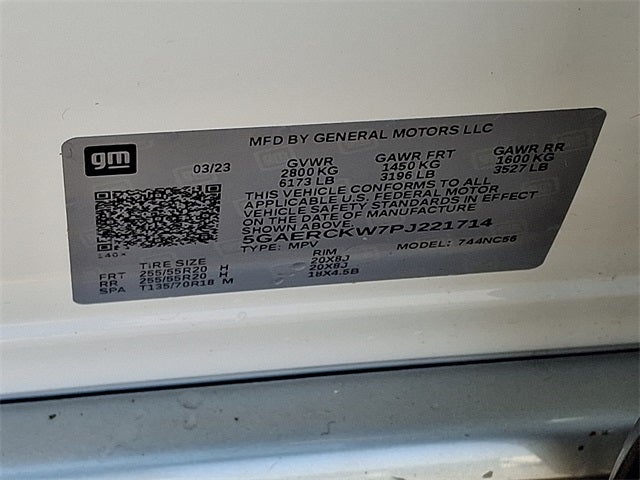 gm
MFD BY GENERAL MOTORS LLC
03/23
GVWR GAWR FRT GAWR RR
2800 KG 1450 KG 1600 KG
6173 LB 3196 LB 3527 LB
THIS VEHICLE CONFORMS TO ALL
APPLICABLE U.S. FEDERAL MOTOR
VEHICLE SAFETY STANDARDS IN EFFECT
ON THE DATE OF MANUFACTURE
SHOWN ABOVE.
5GAERCKW7PJ221714
TYPE: MPV MODEL: 744NC56
TIRE SIZE RIM
FRT 255/55R20 H 20X8J
RR 255/55R20 H 20X8J
SPA T135/70R18 M 18X4.5B